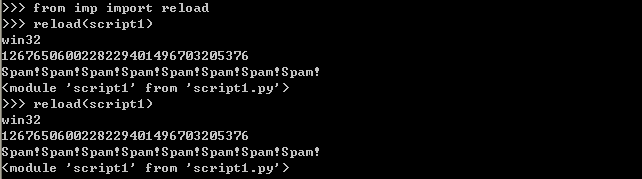 >>> from imp import reload
>>> reload(script1)
win32
1267650600228229401496703205376
Spam!Spam!Spam!Spam!Spam!Spam!Spam!Spam!
<module 'script1' from 'script1.py'>
>>> reload(script1)
win32
1267650600228229401496703205376
Spam!Spam!Spam!Spam!Spam!Spam!Spam!Spam!
<module 'script1' from 'script1.py'>